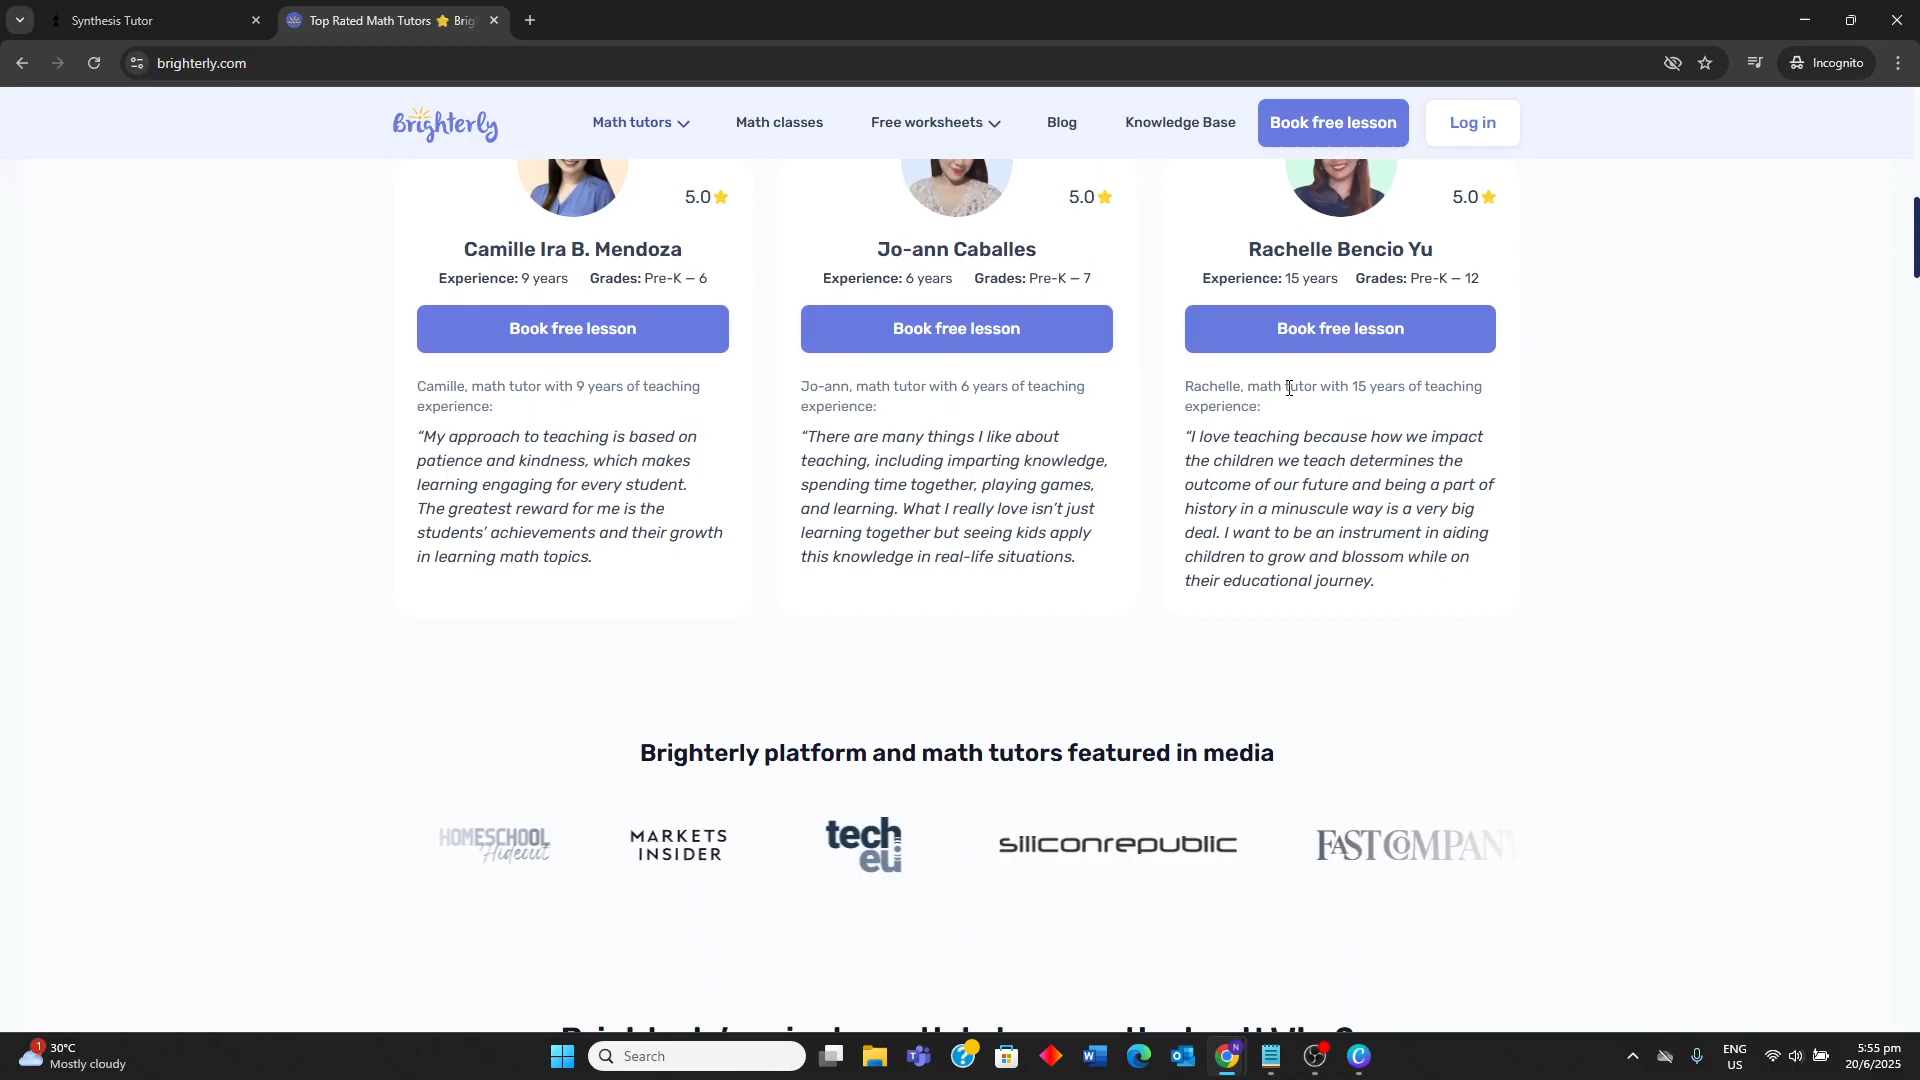 Synthesis Tutor
Top Rated Math Tutors ⭐ Brig
brighterly.com
Incognito
Brighterly
Math tutors
Math classes
Free worksheets
Blog
Knowledge Base
Book free lesson
Log in
5.0
5.0
5.0
Camille Ira B. Mendoza
Experience: 9 years Grades: Pre-K – 6
Book free lesson
Camille, math tutor with 9 years of teaching
experience:
“My approach to teaching is based on
patience and kindness, which makes
learning engaging for every student.
The greatest reward for me is the
students’ achievements and their growth
in learning math topics.
Jo-ann Caballes
Experience: 6 years Grades: Pre-K – 7
Book free lesson
Jo-ann, math tutor with 6 years of teaching
experience:
“There are many things I like about
teaching, including imparting knowledge,
spending time together, playing games,
and learning. What I really love isn’t just
learning together but seeing kids apply
this knowledge in real-life situations.
Rachelle Bencio Yu
Experience: 15 years Grades: Pre-K – 12
Book free lesson
Rachelle, math tutor with 15 years of teaching
experience:
“I love teaching because how we impact
the children we teach determines the
outcome of our future and being a part of
history in a minuscule way is a very big
deal. I want to be an instrument in aiding
children to grow and blossom while on
their educational journey.
Brighterly platform and math tutors featured in media
HOMESCHOOL
Hideout
MARKETS
INSIDER
tech
eu
siliconrepublic
FAST COMPANY
1
30°C
Mostly cloudy
Search
ENG
US
5:55 pm
20/6/2025